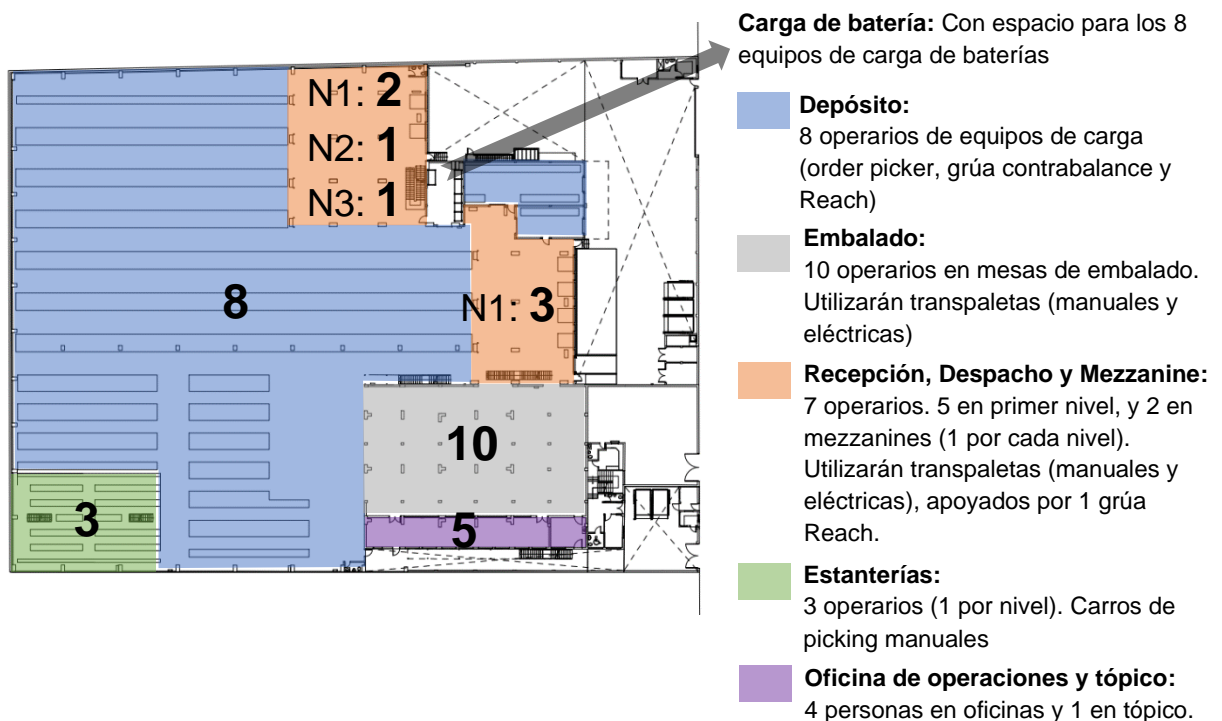 Carga de batería: Con espacio para los 8
equipos de carga de baterías
N1: 2
N2: 1
N3: 1
8
N1: 3
10
3
5
Depósito:
8 operarios de equipos de carga
(order picker, grúa contrabalance y
Reach)
Embalado:
10 operarios en mesas de embalado.
Utilizarán transpaletas (manuales y
eléctricas)
Recepción, Despacho y Mezzanine:
7 operarios. 5 en primer nivel, y 2 en
mezzanines (1 por cada nivel).
Utilizarán transpaletas (manuales y
eléctricas), apoyados por 1 grúa
Reach.
Estanterías:
3 operarios (1 por nivel). Carros de
picking manuales
Oficina de operaciones y tópico:
4 personas en oficinas y 1 en tópico.